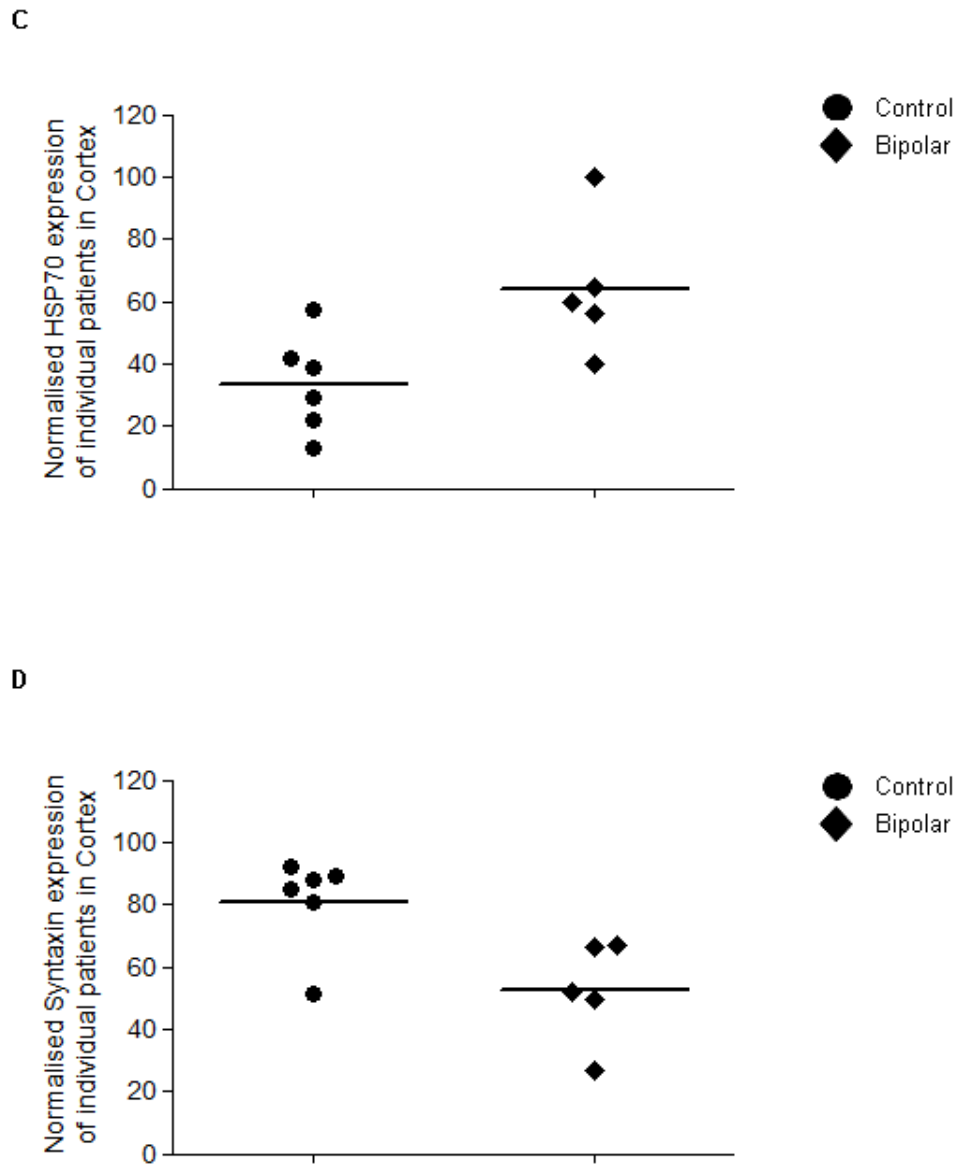 C
120
100
80
60
40
20
0
Normalised HSP70 expression
of individual patients in Cortex
Control
Bipolar
D
120
100
80
60
40
20
0
Normalised Syntaxin expression
of individual patients in Cortex
Control
Bipolar